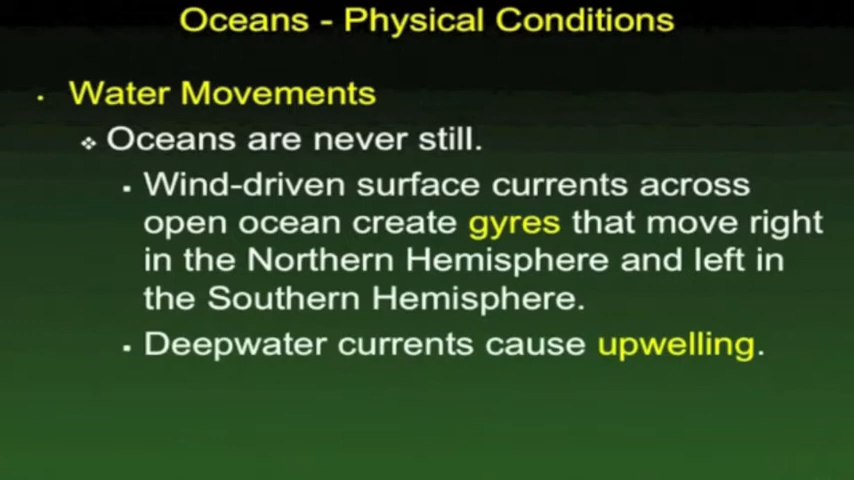 Oceans - Physical Conditions
• Water Movements
❖ Oceans are never still.
▪ Wind-driven surface currents across
open ocean create gyres that move right
in the Northern Hemisphere and left in
the Southern Hemisphere.
▪ Deepwater currents cause upwelling.